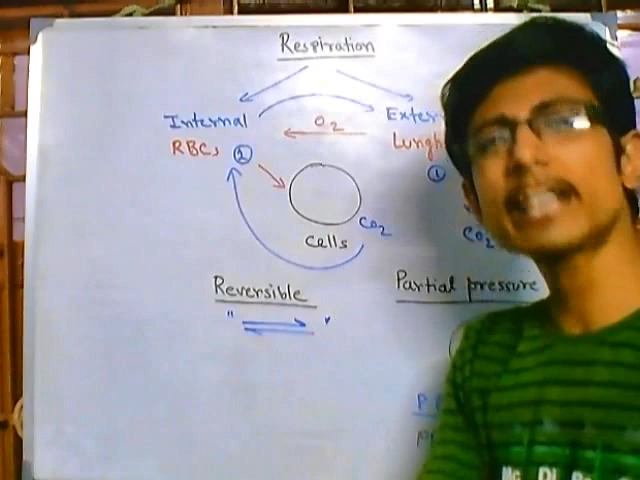 Respiration
Internal
O2
RBCs
2
1
CO2
CO2
Cells
Reversible
Partial pressure
" "